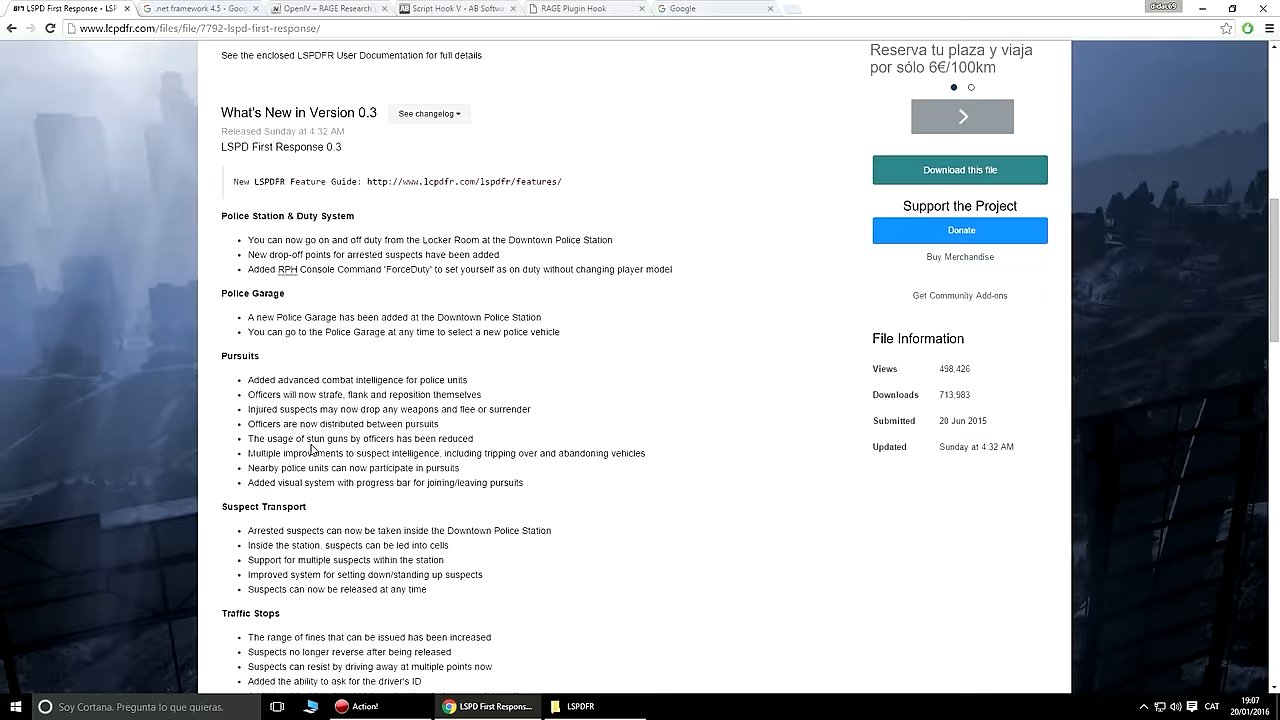 LSPD First Response • LS
.net framework 4.5 - Goog
OpenIV – RAGE Research
Script Hook V - AB Softw
RAGE Plugin Hook
Google
didac69
www.lcpdfr.com/files/file/7792-lspd-first-response/
See the enclosed LSPDFR User Documentation for full details.
Reserva tu plaza y viaja
por sólo 6€/100km
What's New in Version 0.3
See changelog
Released Sunday at 4:32 AM
LSPD First Response 0.3
New LSPDFR Feature Guide: http://www.lcpdfr.com/lspdfr/features/
Download this file
Support the Project
Donate
Buy Merchandise
Get Community Add-ons
Police Station & Duty System
• You can now go on and off duty from the Locker Room at the Downtown Police Station
• New drop-off points for arrested suspects have been added
• Added RPH Console Command 'ForceDuty' to set yourself as on duty without changing player model
Police Garage
• A new Police Garage has been added at the Downtown Police Station
• You can go to the Police Garage at any time to select a new police vehicle
File Information
Views 498,426
Downloads 713,983
Submitted 20 Jun 2015
Updated Sunday at 4:32 AM
Pursuits
• Added advanced combat intelligence for police units
• Officers will now strafe, flank and reposition themselves
• Injured suspects may now drop any weapons and flee or surrender
• Officers are now distributed between pursuits
• The usage of stun guns by officers has been reduced
• Multiple improvements to suspect intelligence, including tripping over and abandoning vehicles
• Nearby police units can now participate in pursuits
• Added visual system with progress bar for joining/leaving pursuits
Suspect Transport
• Arrested suspects can now be taken inside the Downtown Police Station
• Inside the station, suspects can be led into cells
• Support for multiple suspects within the station
• Improved system for setting down/standing up suspects
• Suspects can now be released at any time
Traffic Stops
• The range of fines that can be issued has been increased
• Suspects no longer reverse after being released
• Suspects can resist by driving away at multiple points now
• Added the ability to ask for the driver's ID
Soy Cortana. Pregunta lo que quieras.
Action!
LSPD First Respons...
LSPDFR
CAT
19:07
20/01/2016